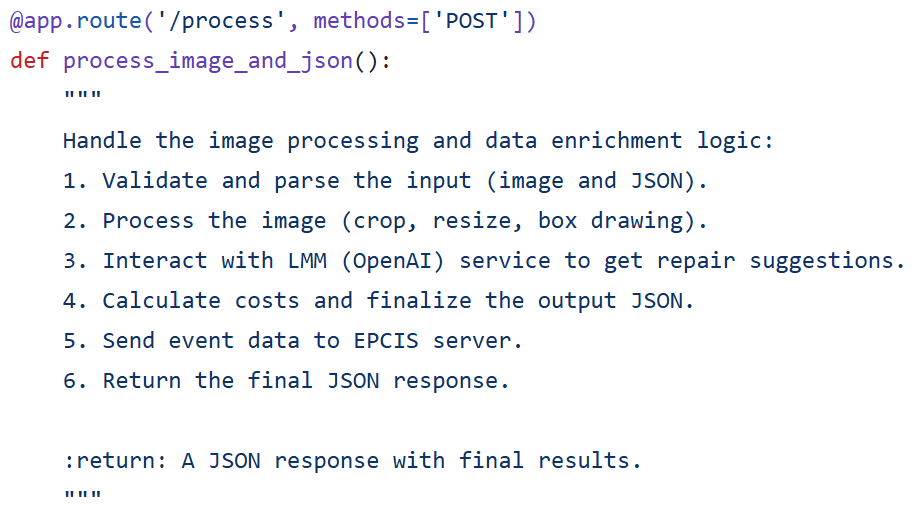 @app.route('/process', methods=['POST'])
def process_image_and_json():
    """
    Handle the image processing and data enrichment logic:
    1. Validate and parse the input (image and JSON).
    2. Process the image (crop, resize, box drawing).
    3. Interact with LMM (OpenAI) service to get repair suggestions.
    4. Calculate costs and finalize the output JSON.
    5. Send event data to EPCIS server.
    6. Return the final JSON response.

    :return: A JSON response with final results.
    """